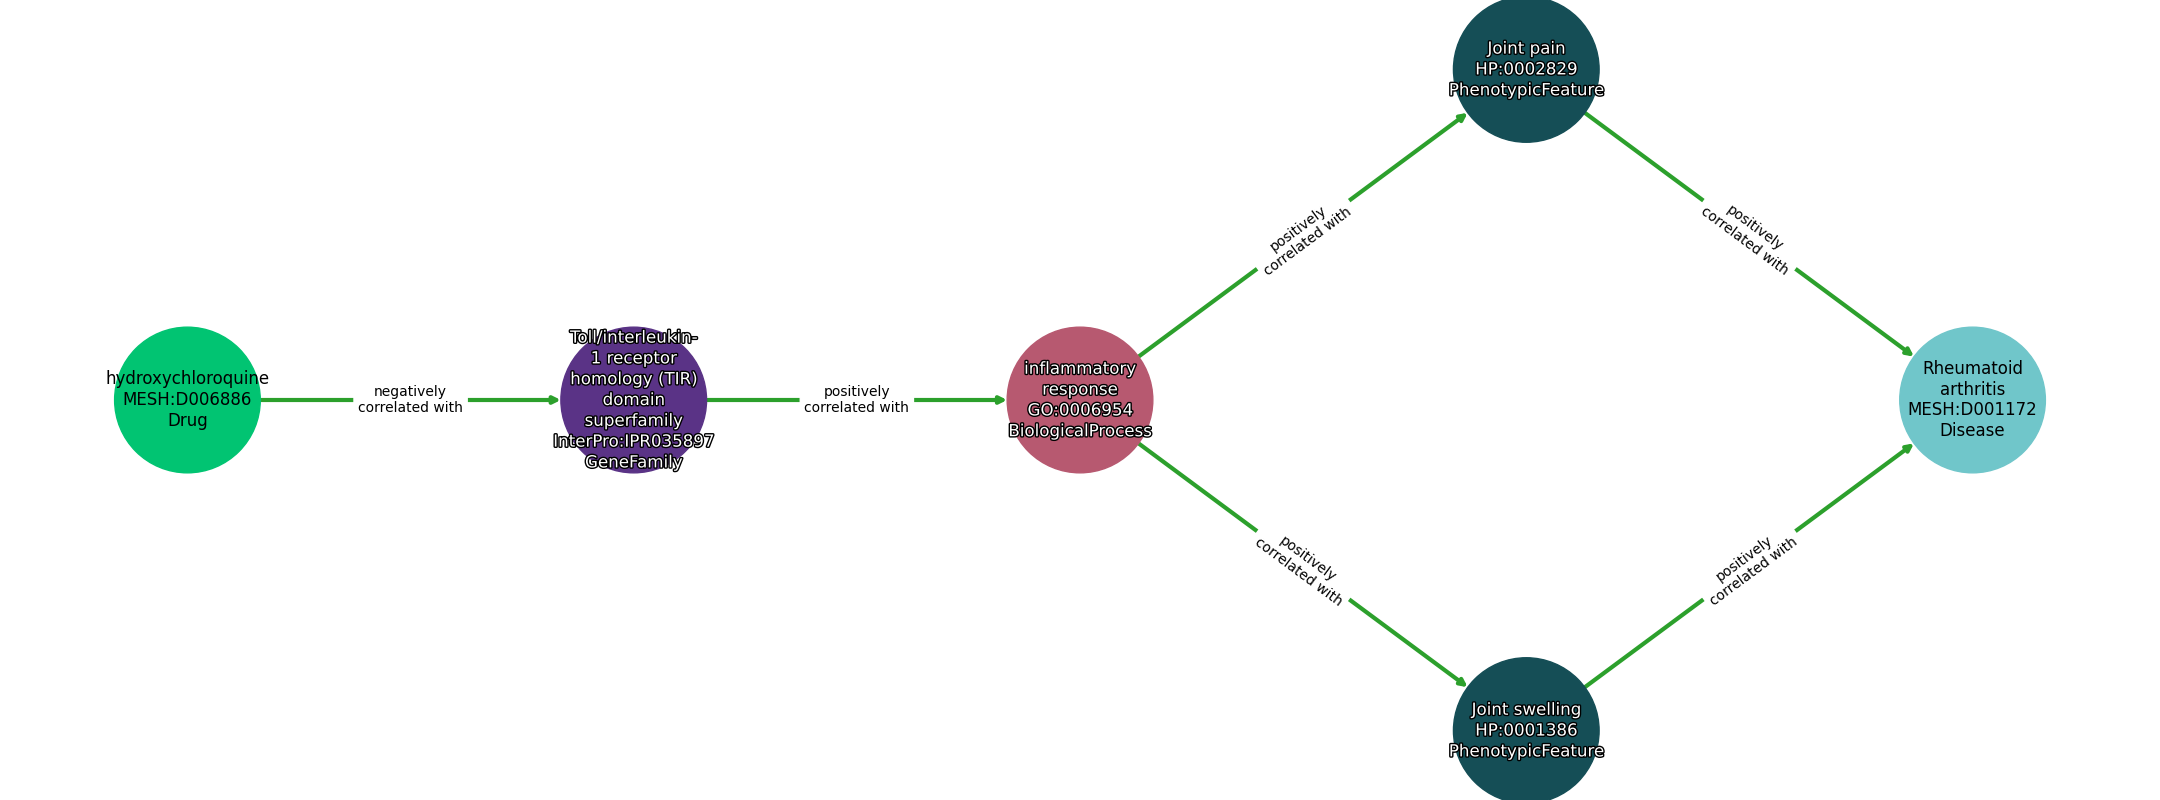 hydroxychloroquine
MESH:D006886
Drug
negatively
correlated with
Toll/interleukin-
1 receptor
homology (TIR)
domain
superfamily
InterPro:IPR035897
GeneFamily
positively
correlated with
inflammatory
response
GO:0006954
BiologicalProcess
positively
correlated with
Joint pain
HP:0002829
PhenotypicFeature
positively
correlated with
positively
correlated with
Joint swelling
HP:0001386
PhenotypicFeature
positively
correlated with
Rheumatoid
arthritis
MESH:D001172
Disease